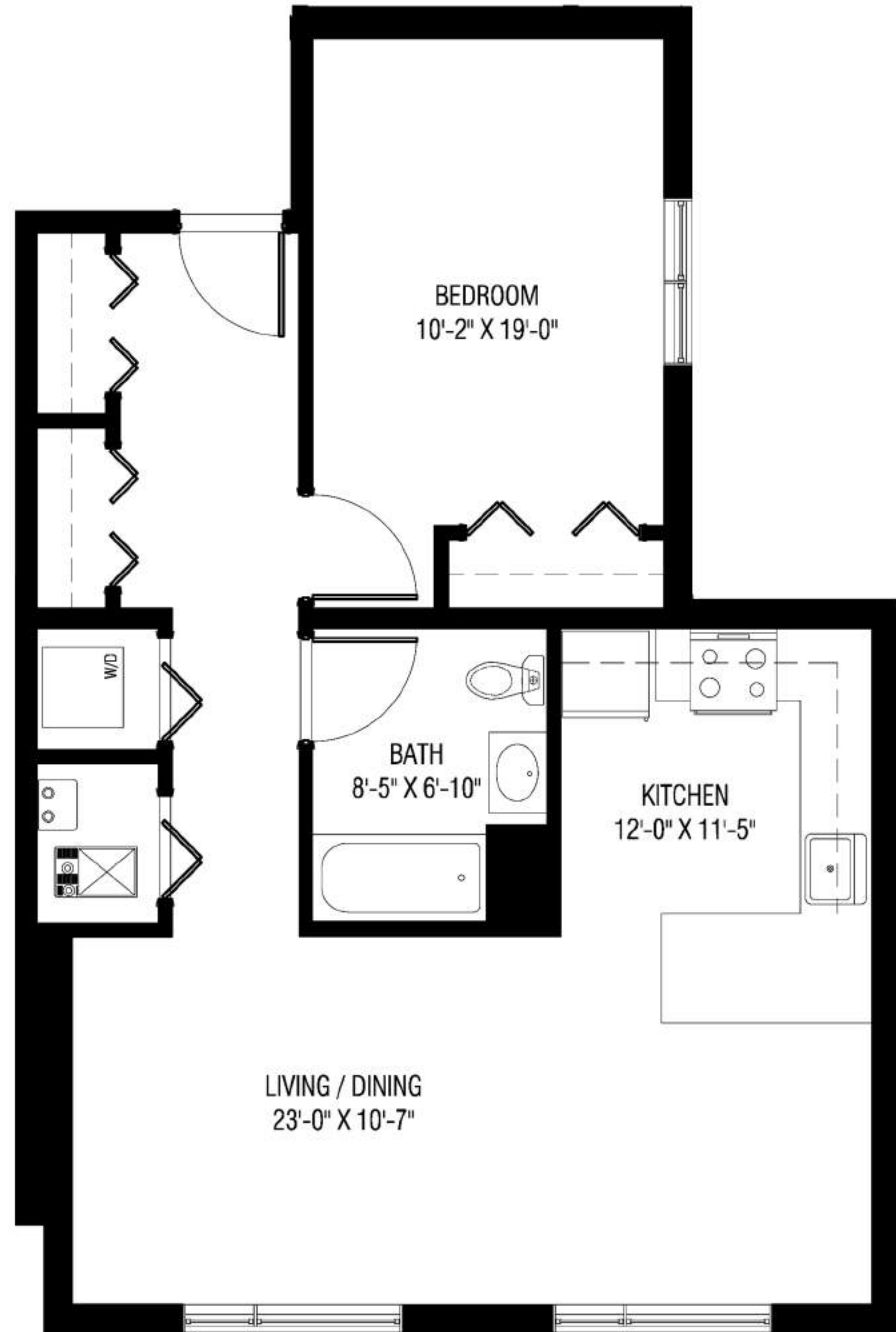 BEDROOM
10'-2" X 19'-0"
W/D
BATH
8'-5" X 6'-10"
KITCHEN
12'-0" X 11'-5"
LIVING / DINING
23'-0" X 10'-7"